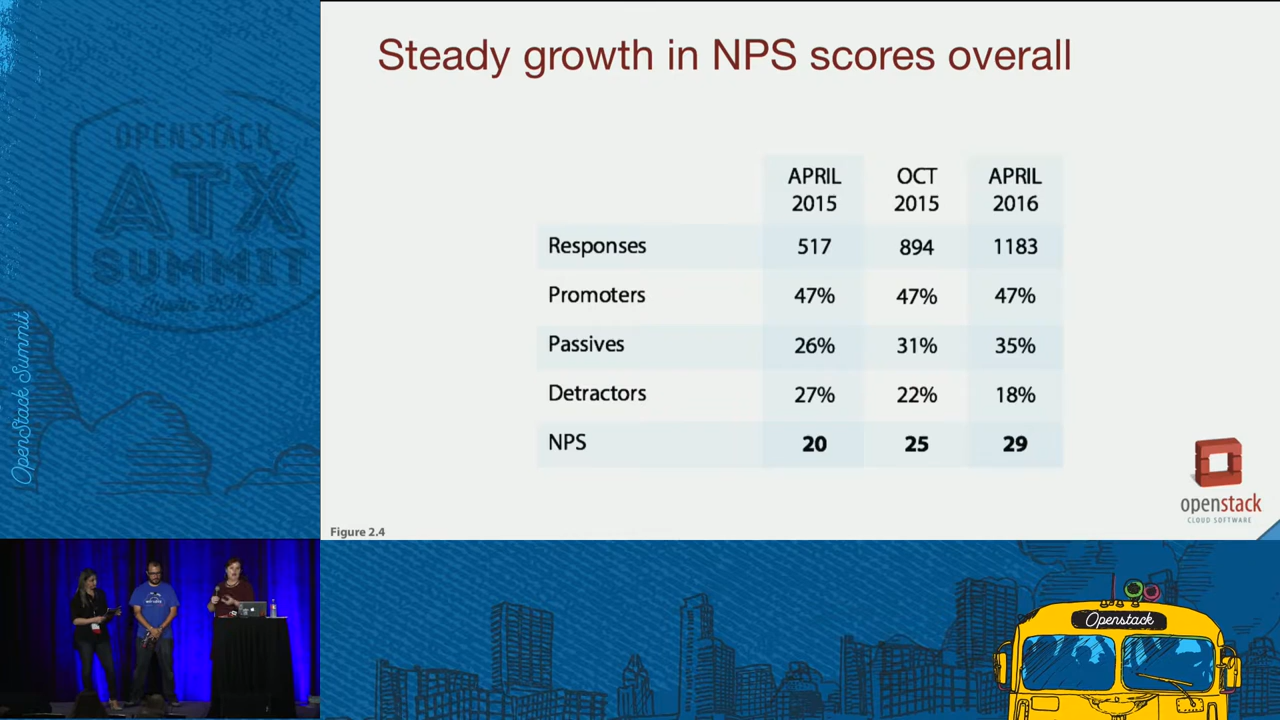 Steady growth in NPS scores overall
APRIL 2015
OCT 2015
APRIL 2016
Responses 517 894 1183
Promoters 47% 47% 47%
Passives 26% 31% 35%
Detractors 27% 22% 18%
NPS 20 25 29
Figure 2.4
openstack
CLOUD SOFTWARE
OPENSTACK
ATX
SUMMIT
OpenStack Summit
Openstack